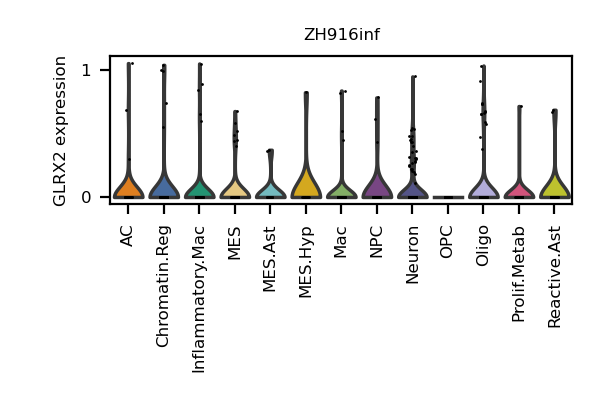 ZH916inf
GLRX2 expression
1
0
AC
Chromatin.Reg
Inflammatory.Mac
MES
MES.Ast
MES.Hyp
Mac
NPC
Neuron
OPC
Oligo
Prolif.Metab
Reactive.Ast